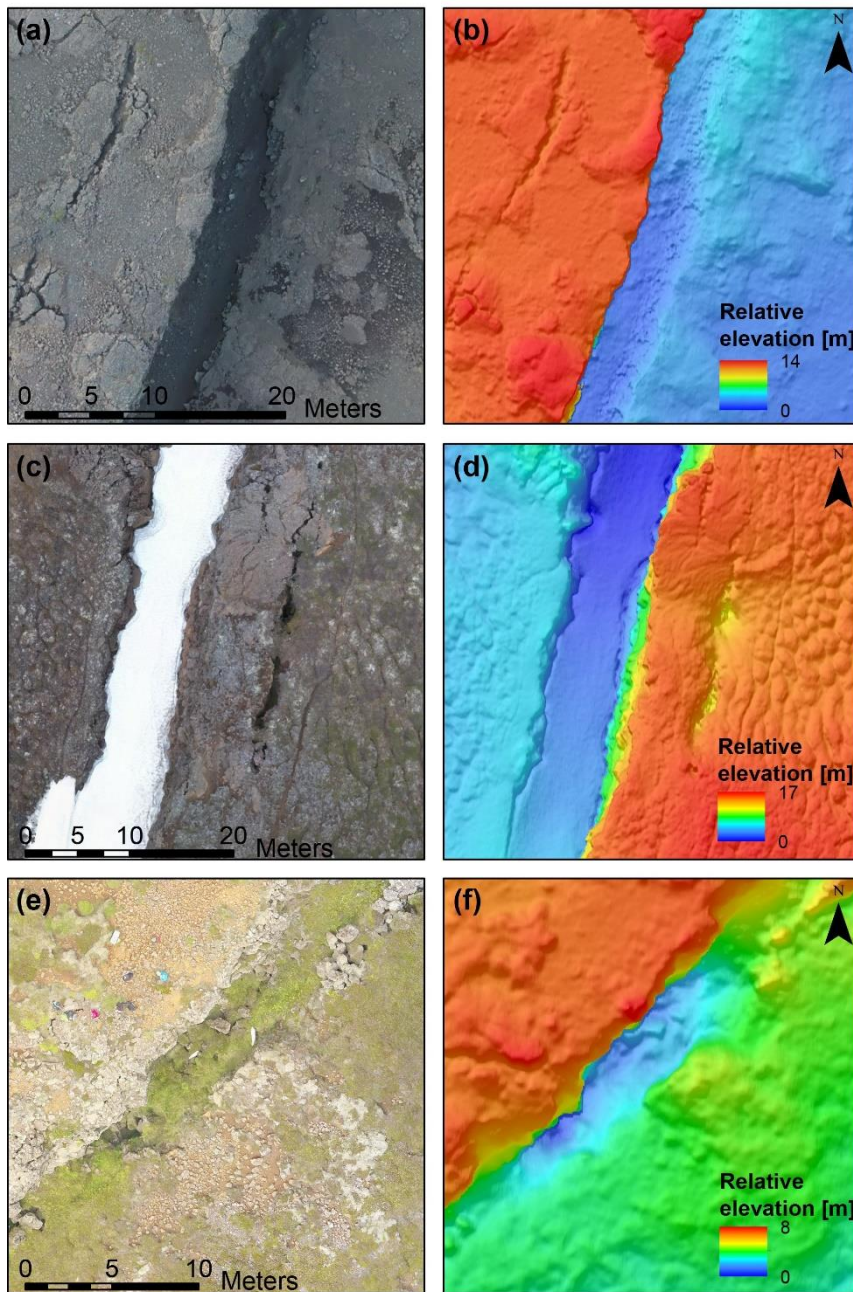 (a)
0 5 10 20
Meters
(b)
N
Relative
elevation [m]
14
0
(c)
0 5 10 20
Meters
(d)
N
Relative
elevation [m]
17
0
(e)
0 5 10
Meters
(f)
N
Relative
elevation [m]
8
0